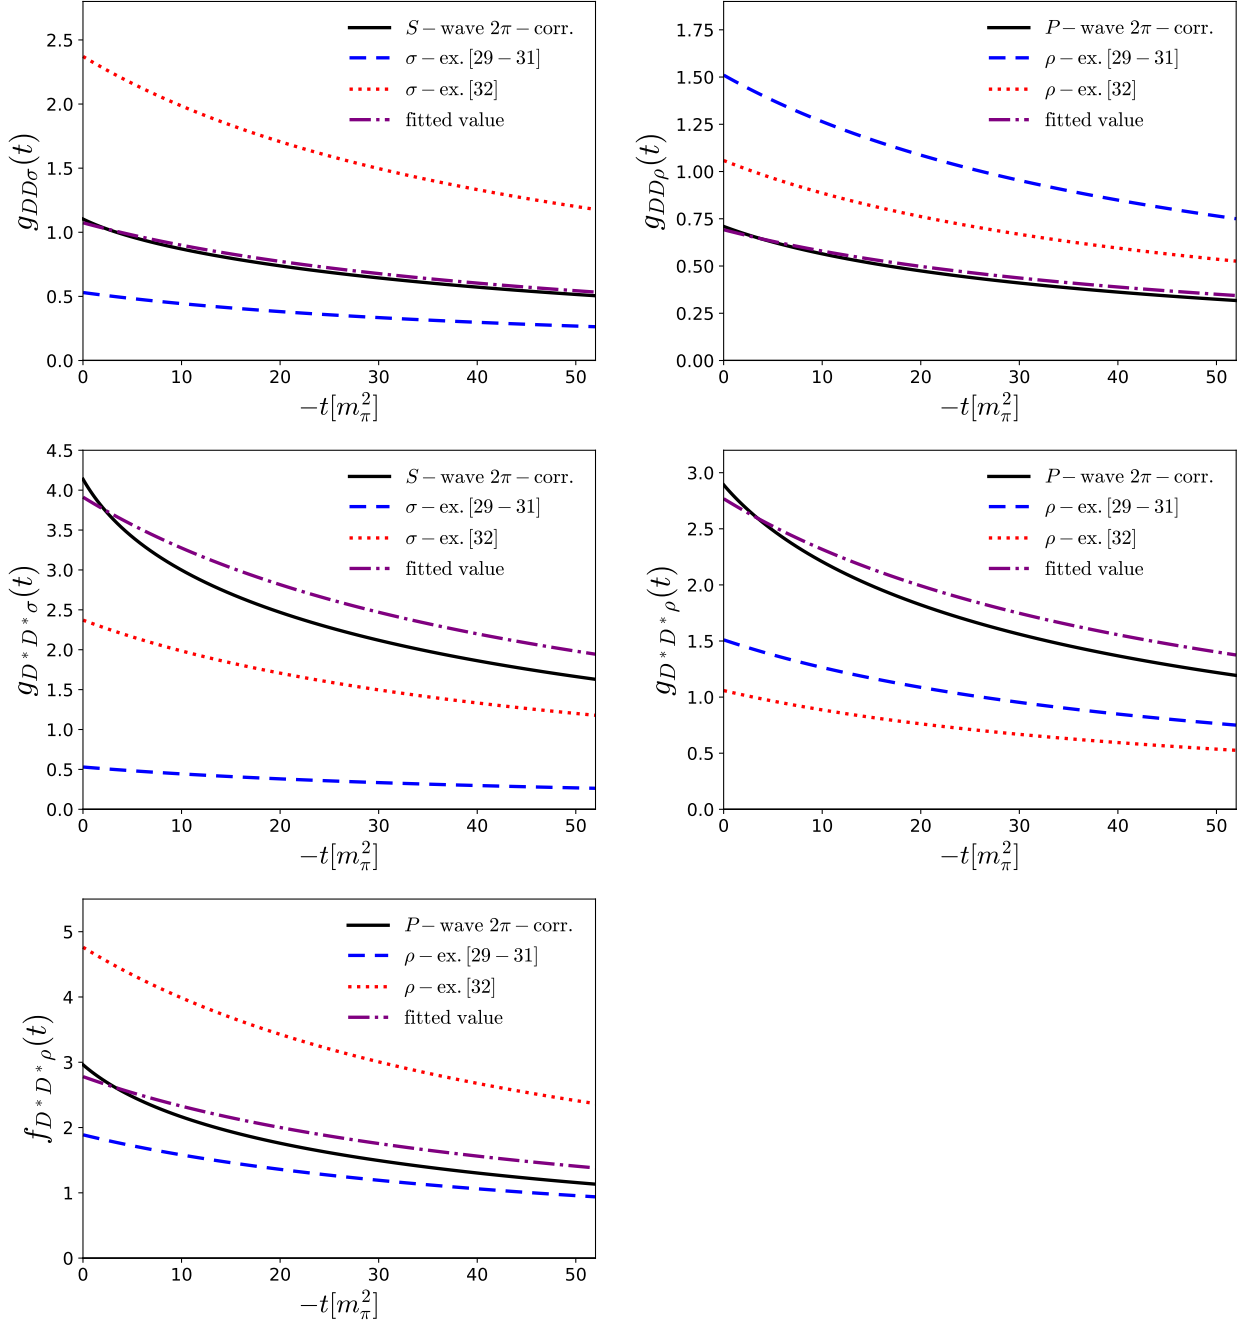 S − wave 2π − corr.
σ − ex. [29 − 31]
σ − ex. [32]
fitted value
g_{DDσ}(t)
2.5
2.0
1.5
1.0
0.5
0.0
0 10 20 30 40 50
−t[m_π^2]
P − wave 2π − corr.
ρ − ex. [29 − 31]
ρ − ex. [32]
fitted value
g_{DDρ}(t)
1.75
1.50
1.25
1.00
0.75
0.50
0.25
0.00
0 10 20 30 40 50
−t[m_π^2]
S − wave 2π − corr.
σ − ex. [29 − 31]
σ − ex. [32]
fitted value
g_{D*D*σ}(t)
4.5
4.0
3.5
3.0
2.5
2.0
1.5
1.0
0.5
0.0
0 10 20 30 40 50
−t[m_π^2]
P − wave 2π − corr.
ρ − ex. [29 − 31]
ρ − ex. [32]
fitted value
g_{D*D*ρ}(t)
3.0
2.5
2.0
1.5
1.0
0.5
0.0
0 10 20 30 40 50
−t[m_π^2]
P − wave 2π − corr.
ρ − ex. [29 − 31]
ρ − ex. [32]
fitted value
f_{D*D*ρ}(t)
5
4
3
2
1
0
0 10 20 30 40 50
−t[m_π^2]